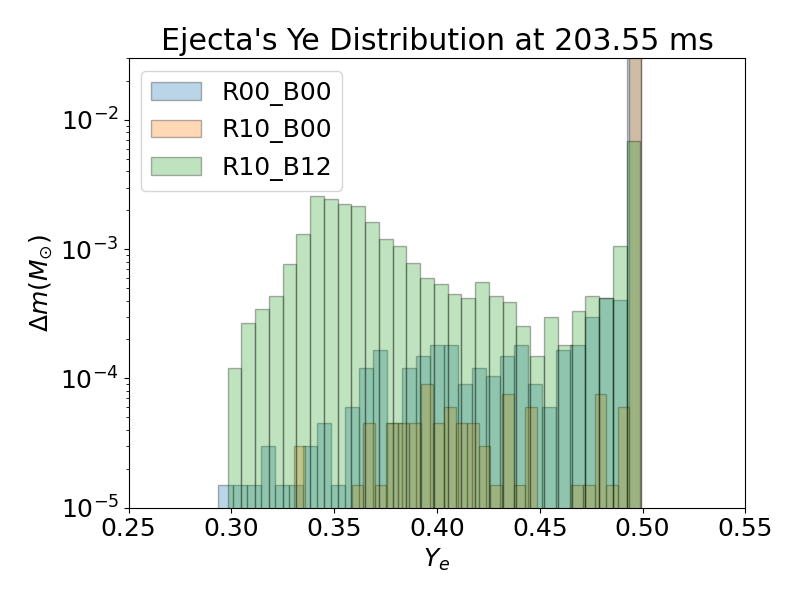 Ejecta's Ye Distribution at 203.55 ms
R00_B00
R10_B00
R10_B12
10⁻²
10⁻³
10⁻⁴
10⁻⁵
Δm(M⊙)
0.25 0.30 0.35 0.40 0.45 0.50 0.55
Yₑ